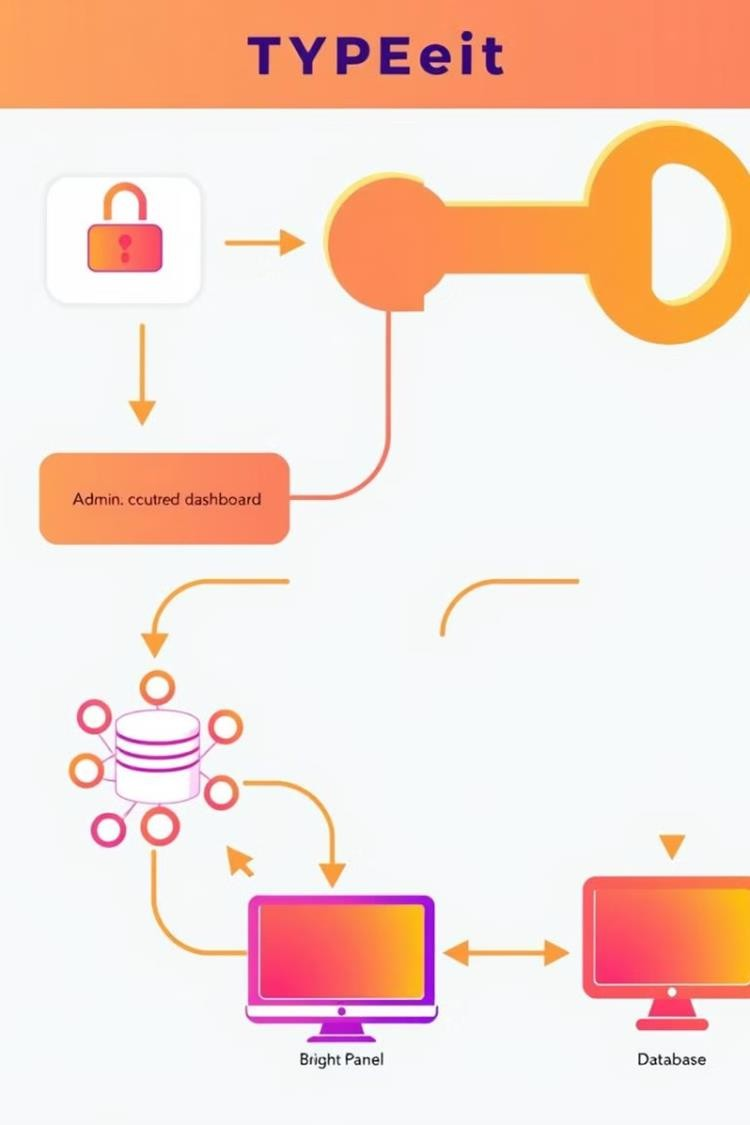 TYPEeit
Admin. ccutred dashboard
Bright Panel
Database